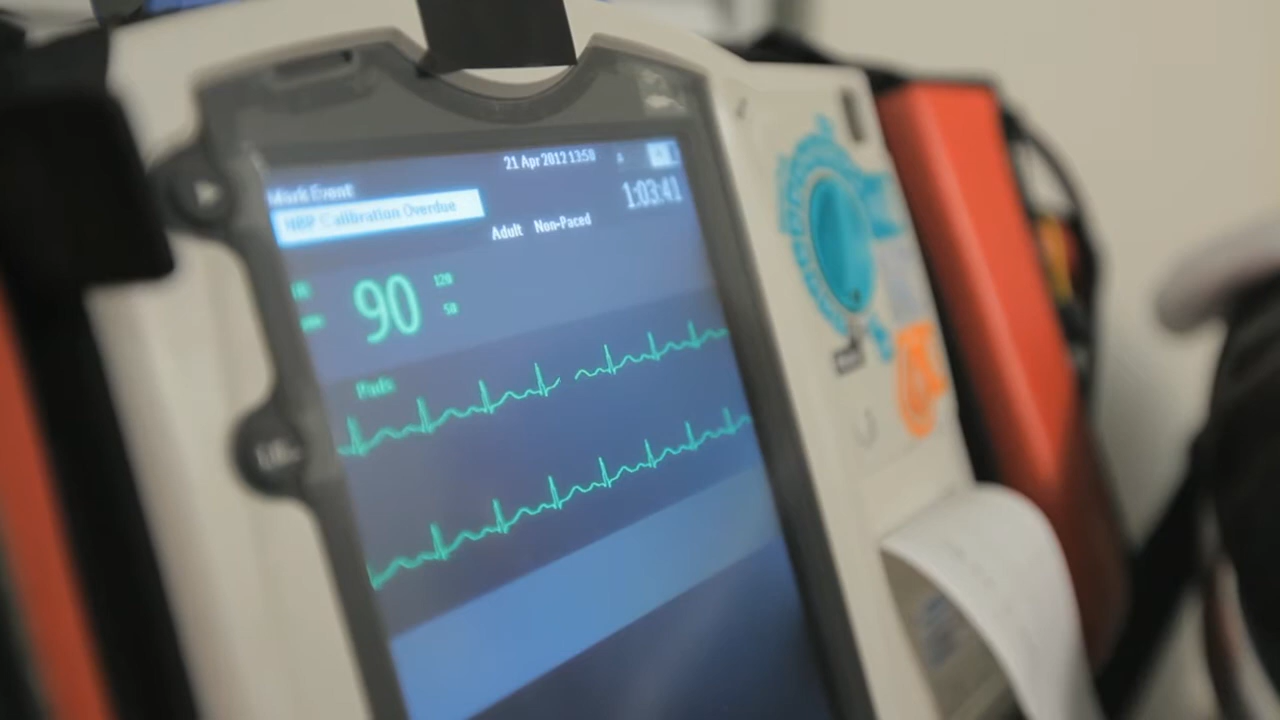 21 Apr 2012 13:58
Mark Event
1:03:41
NBP Calibration Overdue
Adult Non-Paced
90
120
50
Pads